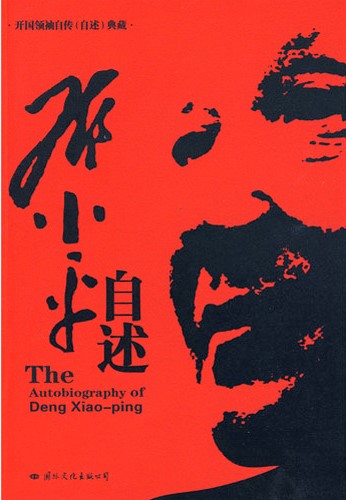 ·开国领袖自传(自述)典藏·
邓小平
自述
The
Autobiography of
Deng Xiao-ping
国际文化出版公司